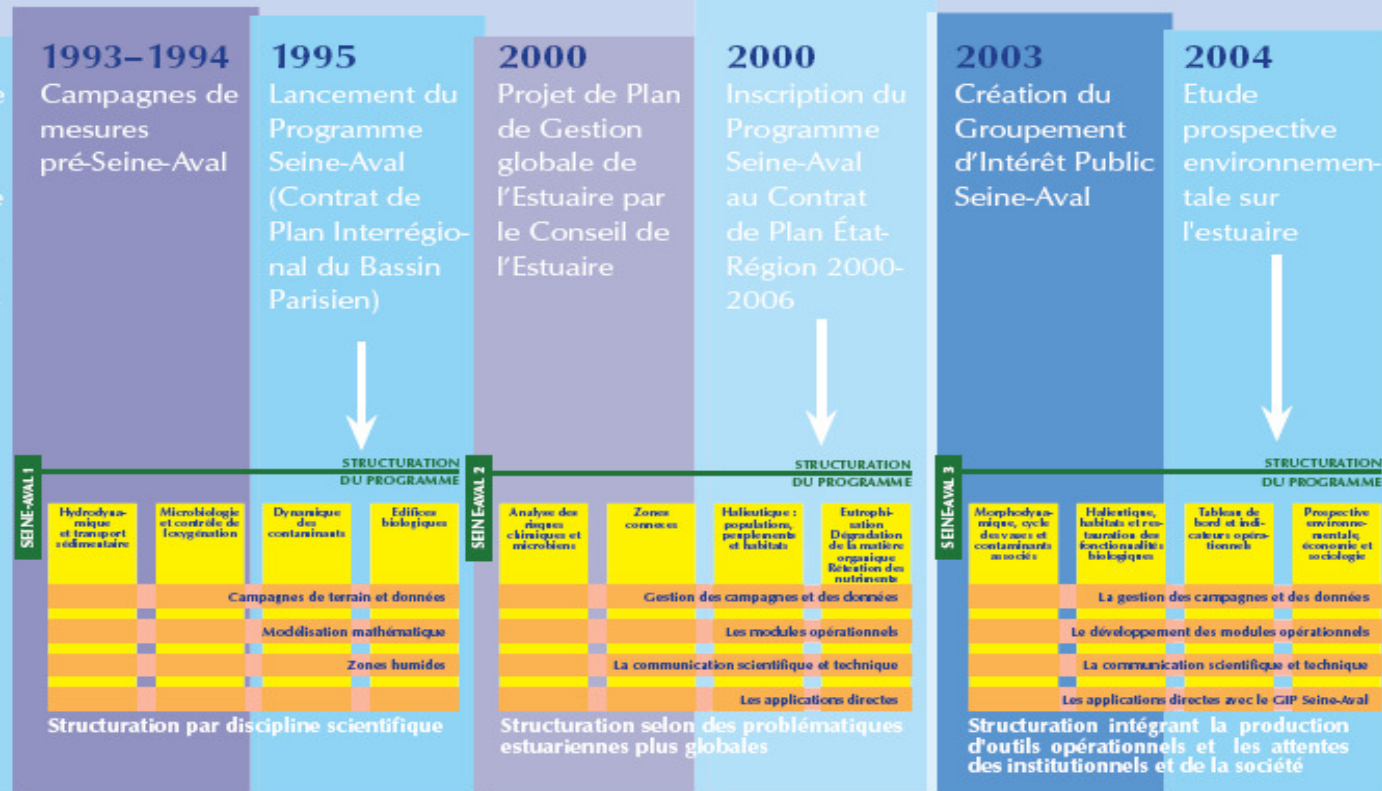 1993–1994
Campagnes de
mesures
pré-Seine-Aval
1995
Lancement du
Programme
Seine-Aval
(Contrat de
Plan Interrégio-
nal du Bassin
Parisien)
2000
Projet de Plan
de Gestion
globale de
l'Estuaire par
le Conseil de
l'Estuaire
2000
Inscription du
Programme
Seine-Aval
au Contrat
de Plan État-
Région 2000-
2006
2003
Création du
Groupement
d'Intérêt Public
Seine-Aval
2004
Etude
prospective
environnemen-
tale sur
l'estuaire
SEINE-AVAL 1
STRUCTURATION
DU PROGRAMME
Hydrodyna-
mique
et transport
sédimentaire
Microbiologie
et contrôle de
l'oxygénation
Dynamique
des
contaminants
Edifices
biologiques
Campagnes de terrain et données
Modélisation mathématique
Zones humides
Structuration par discipline scientifique
SEINE-AVAL 2
STRUCTURATION
DU PROGRAMME
Analyse des
risques
chimiques et
microbiens
Zones
connexes
Halieutique :
populations,
peuplements
et habitats
Eutrophi-
sation
Dégradation
de la matière
organique
Rétention des
nutriments
Gestion des campagnes et des données
Les modules opérationnels
La communication scientifique et technique
Les applications directes
Structuration selon des problématiques
estuariennes plus globales
SEINE-AVAL 3
STRUCTURATION
DU PROGRAMME
Morphodyna-
mique, cycle
des vases et
contaminants
associés
Halieutique,
habitats et res-
tauration des
fonctionnalités
biologiques
Tableau de
bord et indi-
cateurs opéra-
tionnels
Prospective
environne-
mentale,
économie et
sociologie
La gestion des campagnes et des données
Le développement des modules opérationnels
La communication scientifique et technique
Les applications directes avec le GIP Seine-Aval
Structuration intégrant la production
d'outils opérationnels et les attentes
des institutionnels et de la société